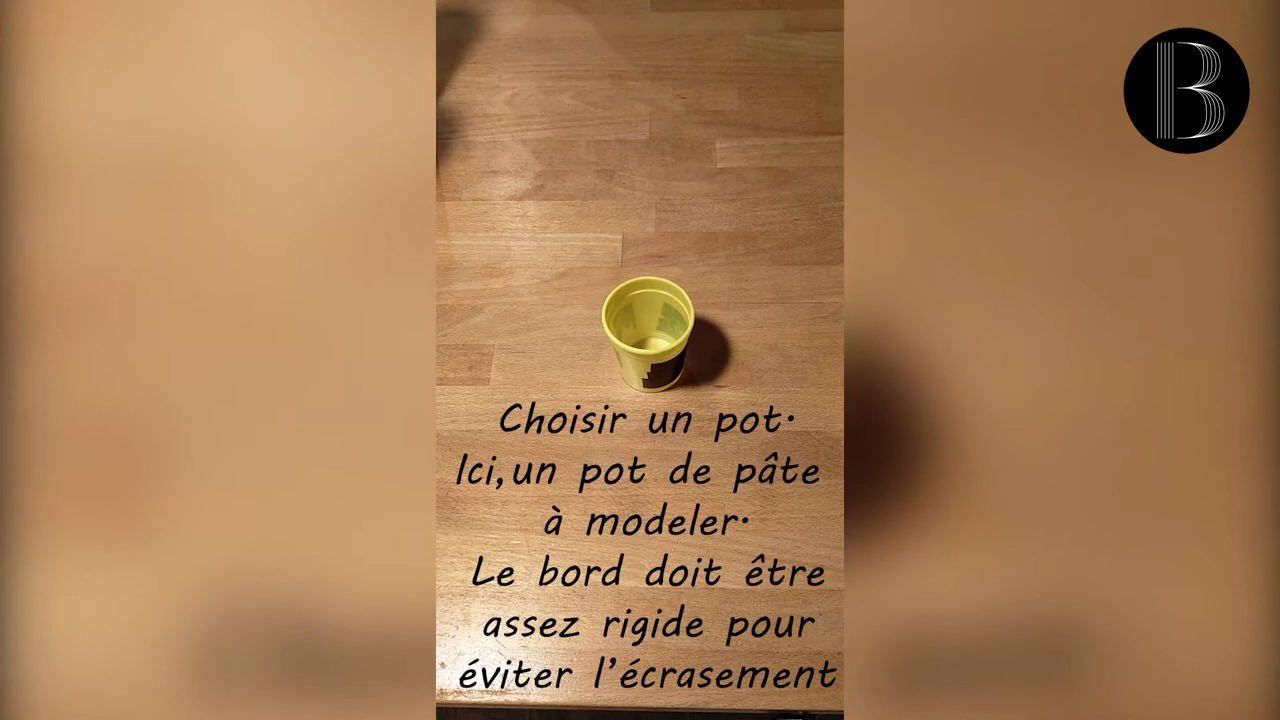 B
Choisir un pot.
Ici, un pot de pâte
à modeler.
Le bord doit être
assez rigide pour
éviter l'écrasement